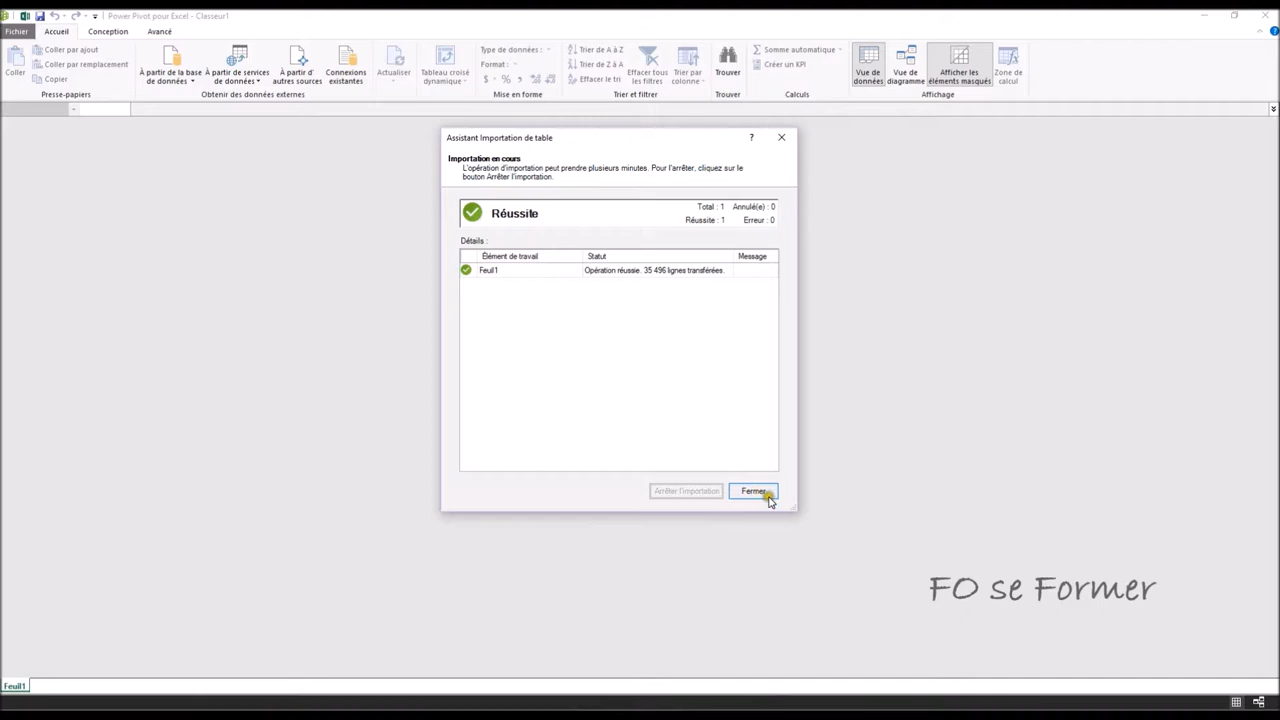 Power Pivot pour Excel - Classeur1
Fichier
Accueil
Conception
Avancé
Coller
Coller par ajout
Coller par remplacement
Copier
Presse-papiers
À partir de la base
de données
À partir de services
de données
À partir d'
autres sources
Connexions
existantes
Obtenir des données externes
Actualiser
Tableau croisé
dynamique
Type de données :
Format :
$ % ,
Mise en forme
Trier de A à Z
Trier de Z à A
Effacer le tri
Effacer tous
les filtres
Trier par
colonne
Trier et filtrer
Trouver
Trouver
Somme automatique
Créer un KPI
Calculs
Vue de
données
Vue de
diagramme
Afficher les
éléments masqués
Zone de
calcul
Affichage
Assistant Importation de table
?
Importation en cours
L'opération d'importation peut prendre plusieurs minutes. Pour l'arrêter, cliquez sur le
bouton Arrêter l'importation.
Réussite
Total : 1 Annulé(e) : 0
Réussite : 1 Erreur : 0
Détails :
Élément de travail Statut Message
Feuil1 Opération réussie. 35 496 lignes transférées.
Arrêter l'importation Fermer
FO se Former
Feuil1